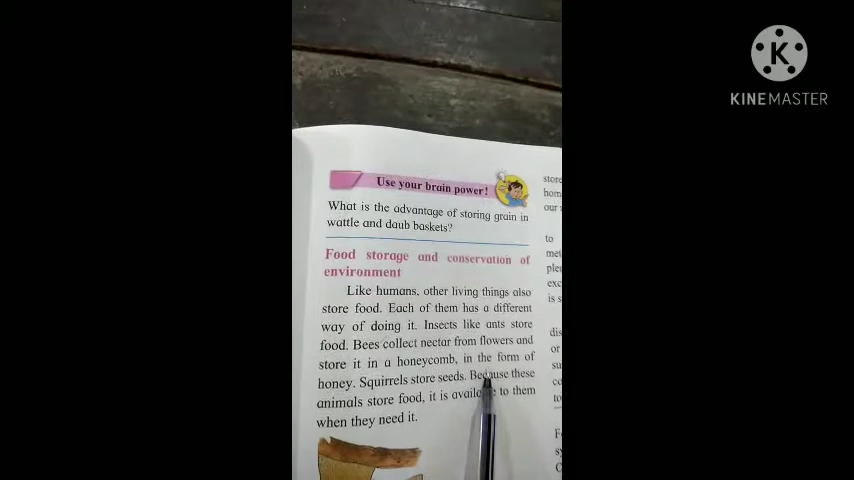 KINEMASTER
Use your brain power!
What is the advantage of storing grain in
wattle and daub baskets?
Food storage and conservation of
environment
Like humans, other living things also
store food. Each of them has a different
way of doing it. Insects like ants store
food. Bees collect nectar from flowers and
store it in a honeycomb, in the form of
honey. Squirrels store seeds. Because these
animals store food, it is available to them
when they need it.
to
is s
or
to